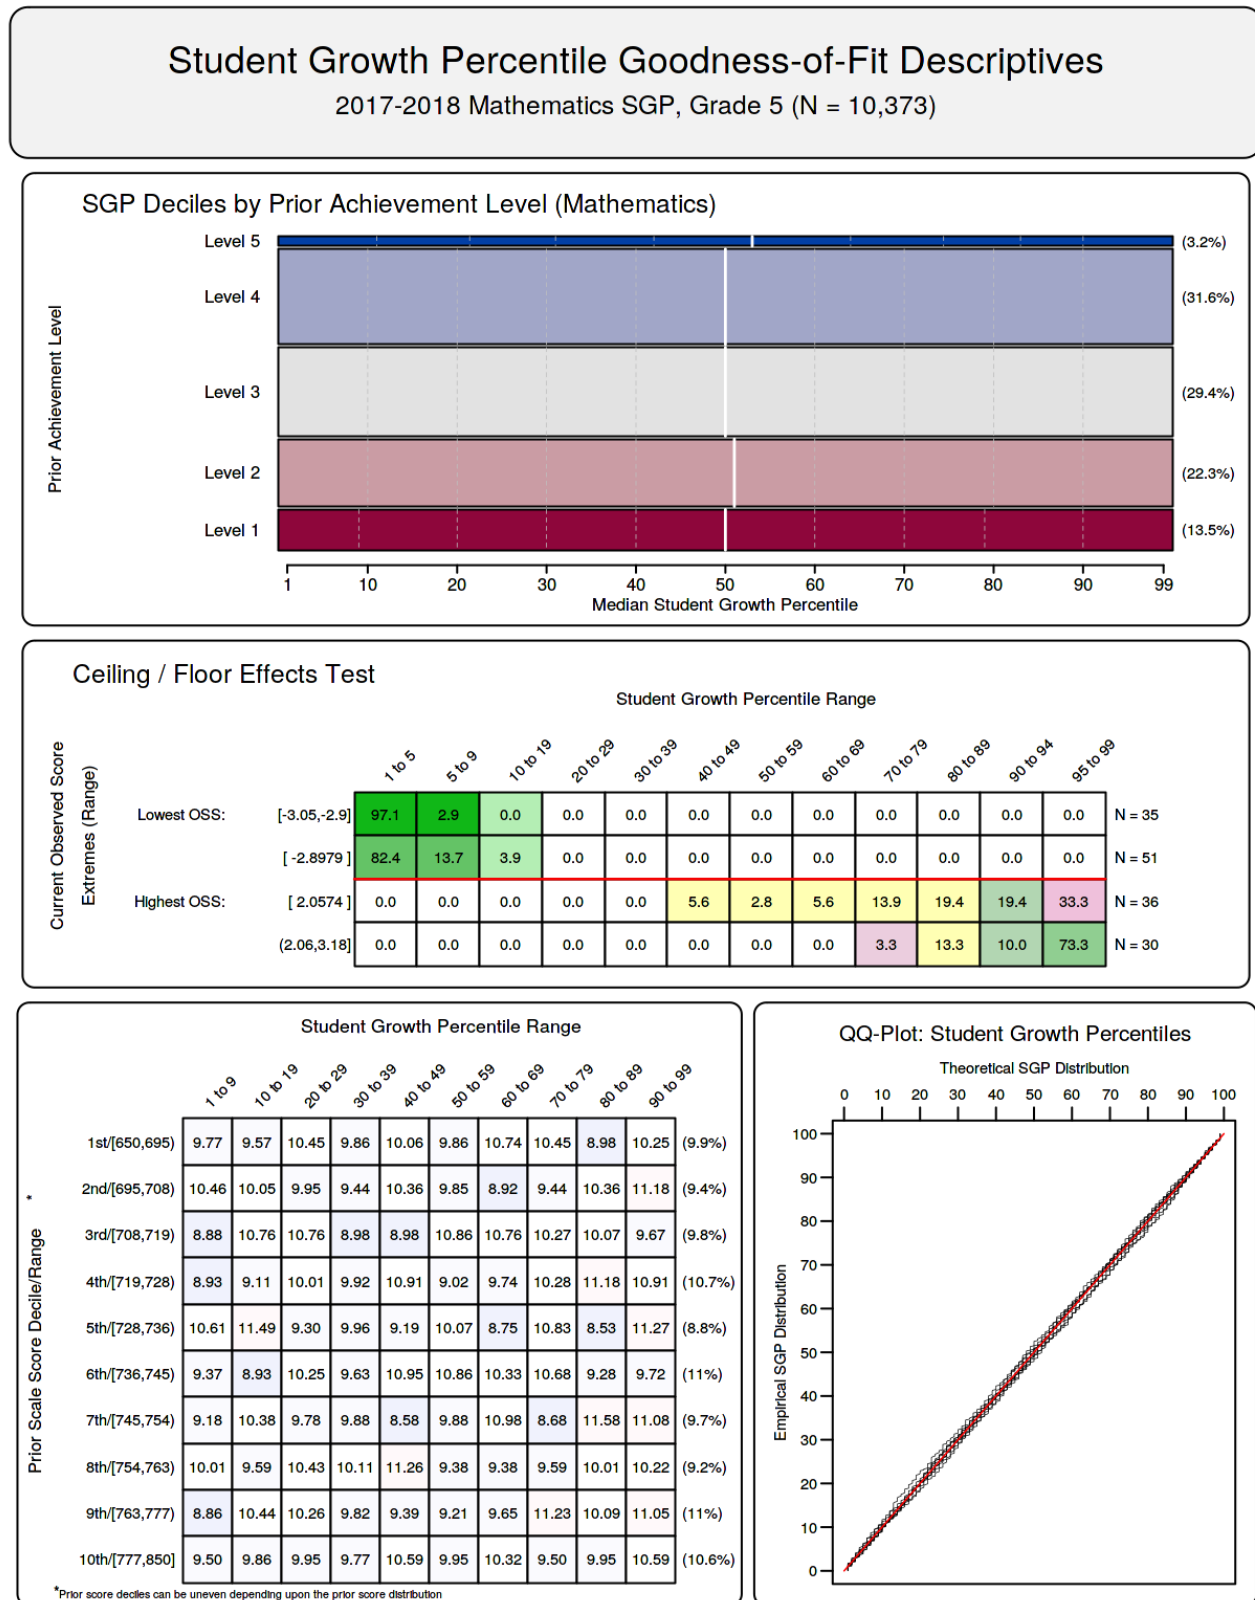 Student Growth Percentile Goodness-of-Fit Descriptives
2017-2018 Mathematics SGP, Grade 5 (N = 10,373)
SGP Deciles by Prior Achievement Level (Mathematics)
Prior Achievement Level
Level 5 (3.2%)
Level 4 (31.6%)
Level 3 (29.4%)
Level 2 (22.3%)
Level 1 (13.5%)
1 10 20 30 40 50 60 70 80 90 99
Median Student Growth Percentile
Ceiling / Floor Effects Test
Student Growth Percentile Range
Current Observed Score
Extremes (Range)
1 to 5 5 to 9 10 to 19 20 to 29 30 to 39 40 to 49 50 to 59 60 to 69 70 to 79 80 to 89 90 to 94 95 to 99
Lowest OSS: [-3.05,-2.9] 97.1 2.9 0.0 0.0 0.0 0.0 0.0 0.0 0.0 0.0 0.0 0.0 N = 35
[ -2.8979 ] 82.4 13.7 3.9 0.0 0.0 0.0 0.0 0.0 0.0 0.0 0.0 0.0 N = 51
Highest OSS: [ 2.0574 ] 0.0 0.0 0.0 0.0 0.0 5.6 2.8 5.6 13.9 19.4 19.4 33.3 N = 36
(2.06,3.18] 0.0 0.0 0.0 0.0 0.0 0.0 0.0 0.0 3.3 13.3 10.0 73.3 N = 30
Student Growth Percentile Range
Prior Scale Score Decile/Range *
1 to 9 10 to 19 20 to 29 30 to 39 40 to 49 50 to 59 60 to 69 70 to 79 80 to 89 90 to 99
1st/[650,695) 9.77 9.57 10.45 9.86 10.06 9.86 10.74 10.45 8.98 10.25 (9.9%)
2nd/[695,708) 10.46 10.05 9.95 9.44 10.36 9.85 8.92 9.44 10.36 11.18 (9.4%)
3rd/[708,719) 8.88 10.76 10.76 8.98 8.98 10.86 10.76 10.27 10.07 9.67 (9.8%)
4th/[719,728) 8.93 9.11 10.01 9.92 10.91 9.02 9.74 10.28 11.18 10.91 (10.7%)
5th/[728,736) 10.61 11.49 9.30 9.96 9.19 10.07 8.75 10.83 8.53 11.27 (8.8%)
6th/[736,745) 9.37 8.93 10.25 9.63 10.95 10.86 10.33 10.68 9.28 9.72 (11%)
7th/[745,754) 9.18 10.38 9.78 9.88 8.58 9.88 10.98 8.68 11.58 11.08 (9.7%)
8th/[754,763) 10.01 9.59 10.43 10.11 11.26 9.38 9.38 9.59 10.01 10.22 (9.2%)
9th/[763,777) 8.86 10.44 10.26 9.82 9.39 9.21 9.65 11.23 10.09 11.05 (11%)
10th/[777,850] 9.50 9.86 9.95 9.77 10.59 9.95 10.32 9.50 9.95 10.59 (10.6%)
*Prior score deciles can be uneven depending upon the prior score distribution
QQ-Plot: Student Growth Percentiles
Theoretical SGP Distribution
0 10 20 30 40 50 60 70 80 90 100
Empirical SGP Distribution
100
90
80
70
60
50
40
30
20
10
0